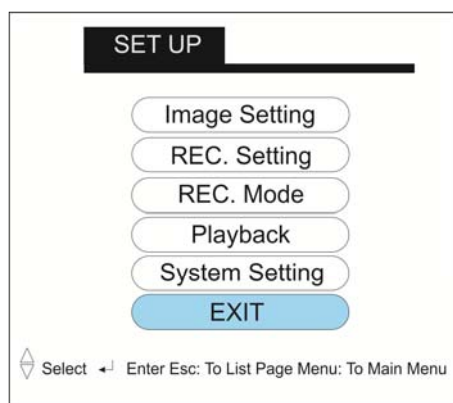 SET UP
Image Setting
REC. Setting
REC. Mode
Playback
System Setting
EXIT
Select ↵ Enter Esc: To List Page Menu: To Main Menu